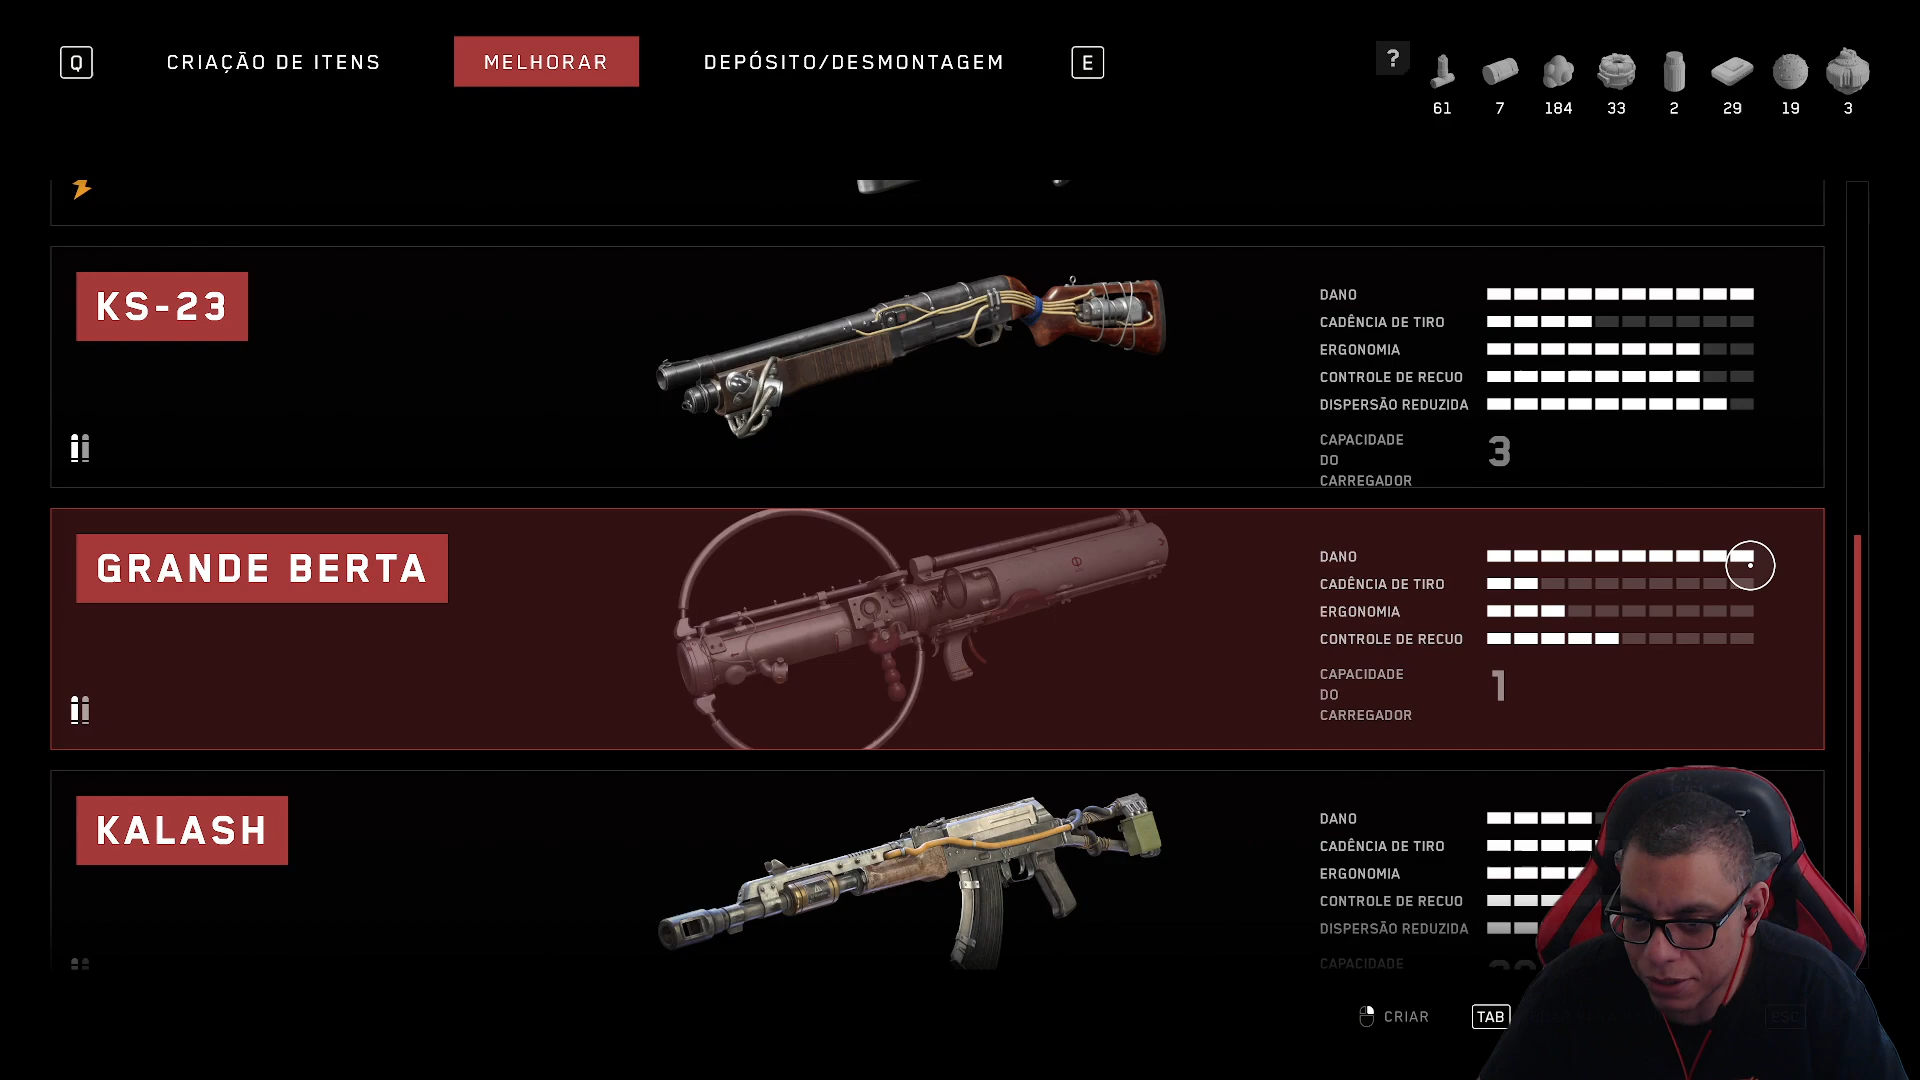 Q CRIAÇÃO DE ITENS MELHORAR DEPÓSITO/DESMONTAGEM E ?
61 7 184 33 2 29 19 3
KS-23
DANO
CADÊNCIA DE TIRO
ERGONOMIA
CONTROLE DE RECUO
DISPERSÃO REDUZIDA
CAPACIDADE
DO
CARREGADOR
3
GRANDE BERTA
DANO
CADÊNCIA DE TIRO
ERGONOMIA
CONTROLE DE RECUO
CAPACIDADE
DO
CARREGADOR
1
KALASH
DANO
CADÊNCIA DE TIRO
ERGONOMIA
CONTROLE DE RECUO
DISPERSÃO REDUZIDA
CAPACIDADE
CRIAR TAB ESC